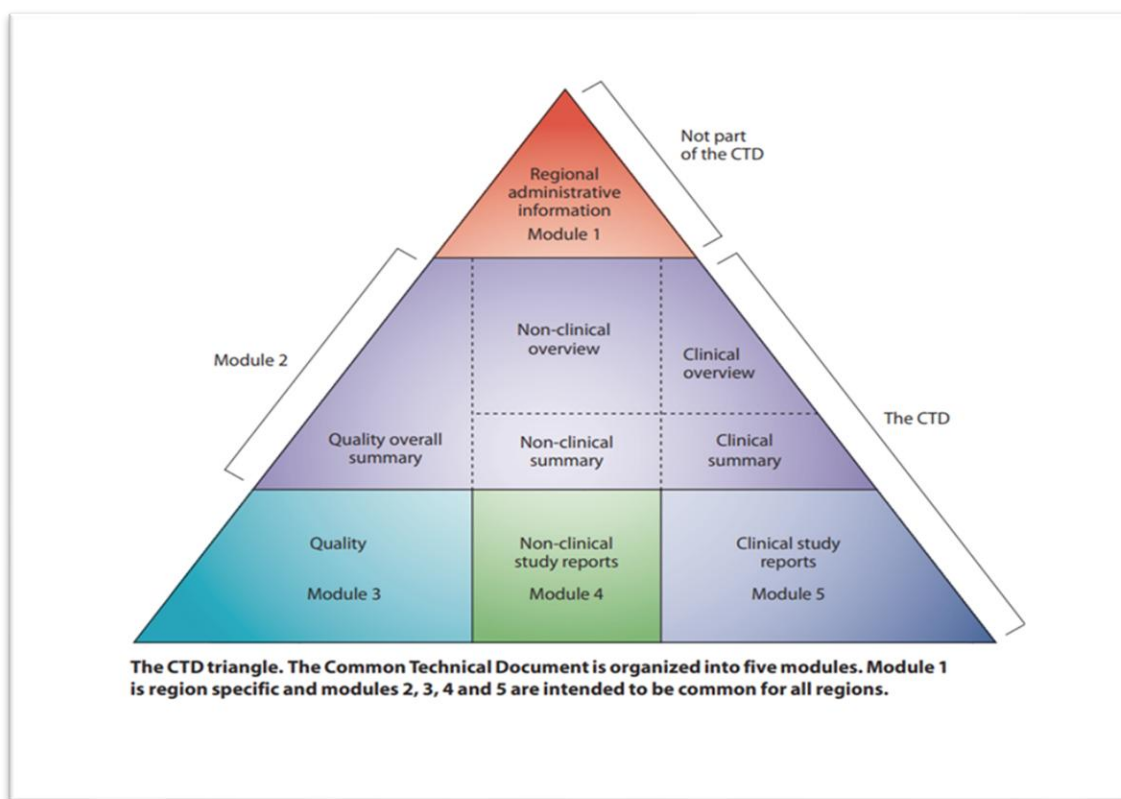 Not part
of the CTD
Regional
administrative
information
Module 1
Module 2
Non-clinical
overview
Clinical
overview
The CTD
Quality overall
summary
Non-clinical
summary
Clinical
summary
Quality
Module 3
Non-clinical
study reports
Module 4
Clinical study
reports
Module 5
The CTD triangle. The Common Technical Document is organized into five modules. Module 1
is region specific and modules 2, 3, 4 and 5 are intended to be common for all regions.